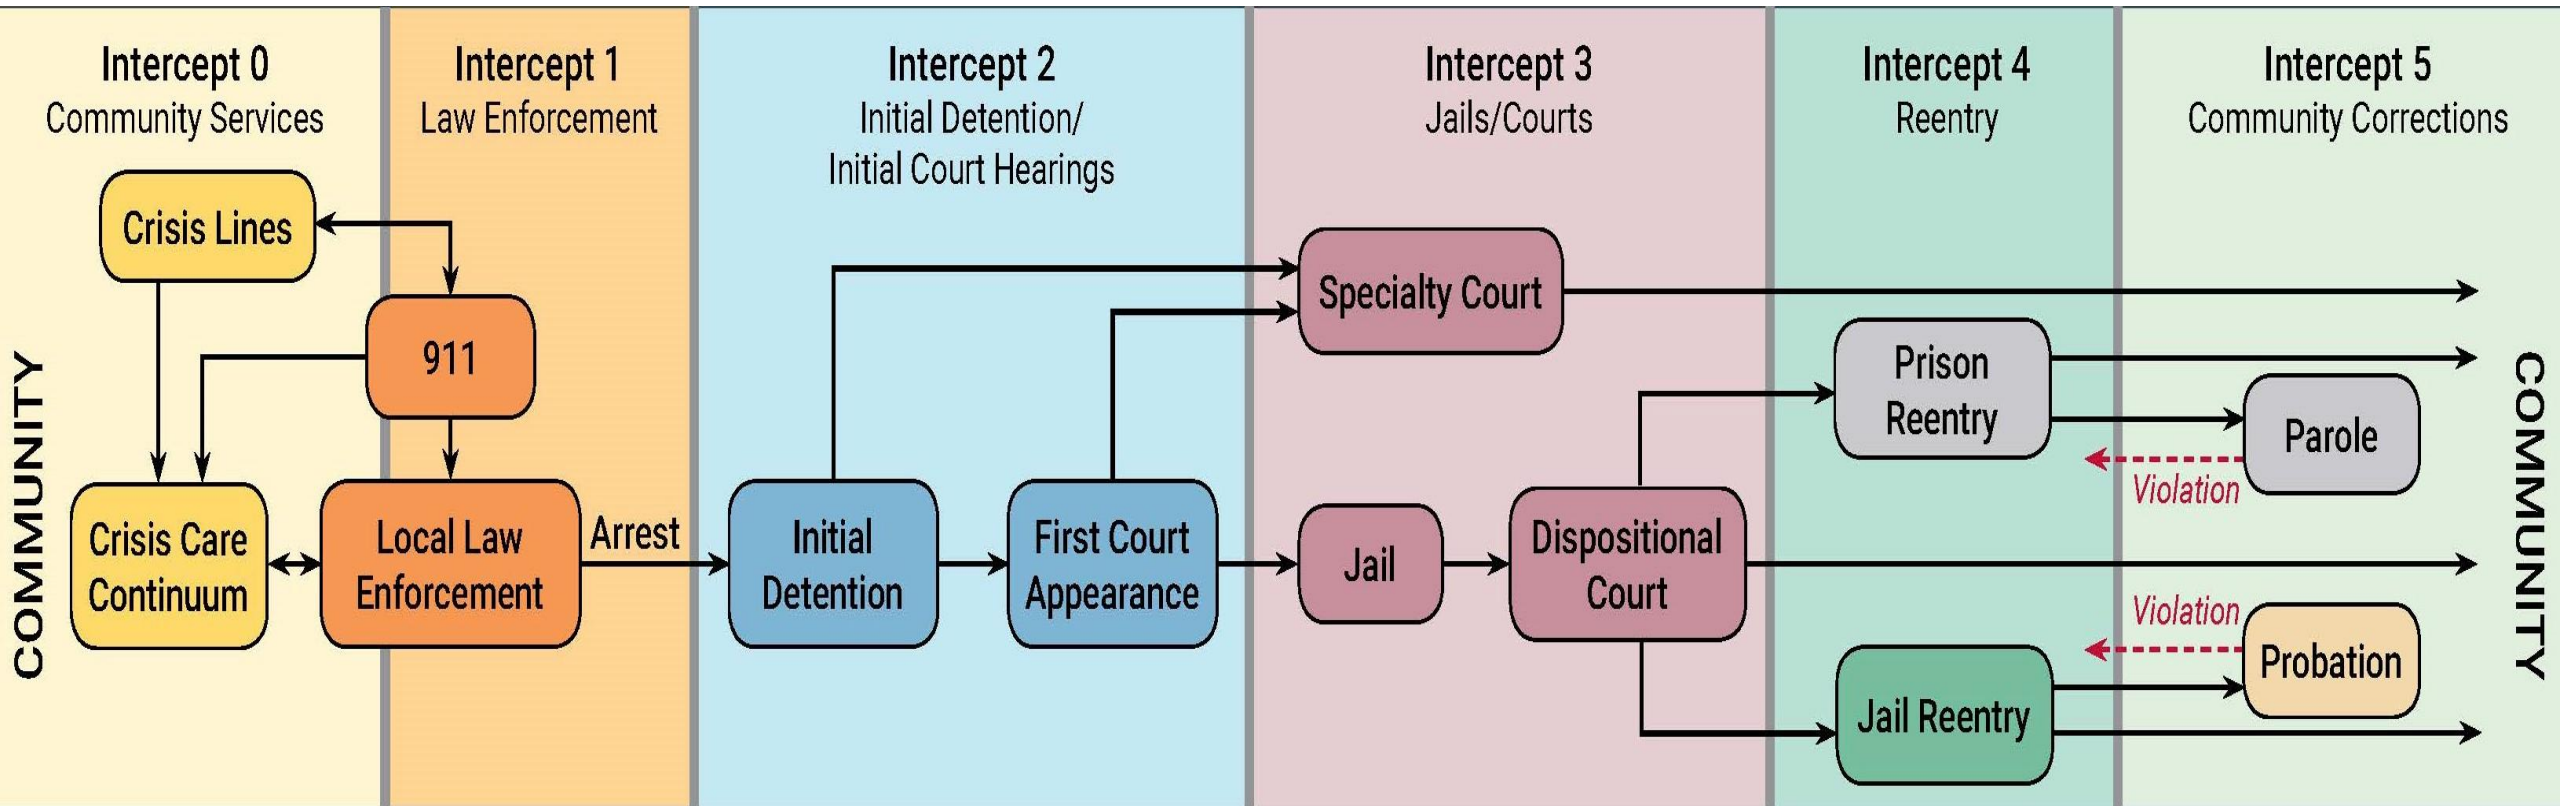 Intercept 0
Community Services
Intercept 1
Law Enforcement
Intercept 2
Initial Detention/
Initial Court Hearings
Intercept 3
Jails/Courts
Intercept 4
Reentry
Intercept 5
Community Corrections
COMMUNITY
Crisis Lines
911
Crisis Care
Continuum
Local Law
Enforcement
Arrest
Initial
Detention
First Court
Appearance
Specialty Court
Jail
Dispositional
Court
Prison
Reentry
Jail Reentry
Parole
Violation
Violation
Probation
COMMUNITY